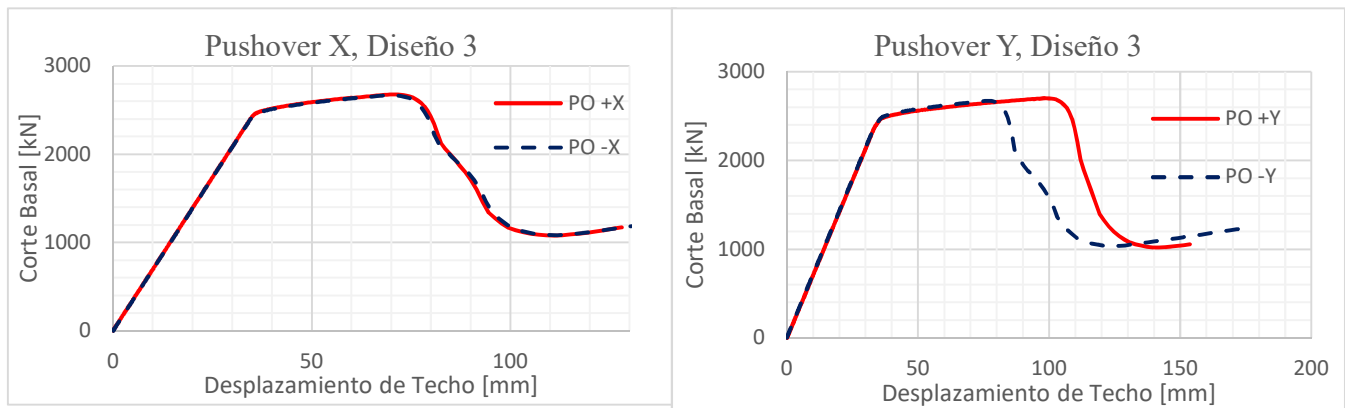 Pushover X, Diseño 3
3000
2000
1000
0
Corte Basal [kN]
PO +X
PO -X
0
50
100
Desplazamiento de Techo [mm]
Pushover Y, Diseño 3
3000
2000
1000
0
Corte Basal [kN]
PO +Y
PO -Y
0
50
100
150
200
Desplazamiento de Techo [mm]